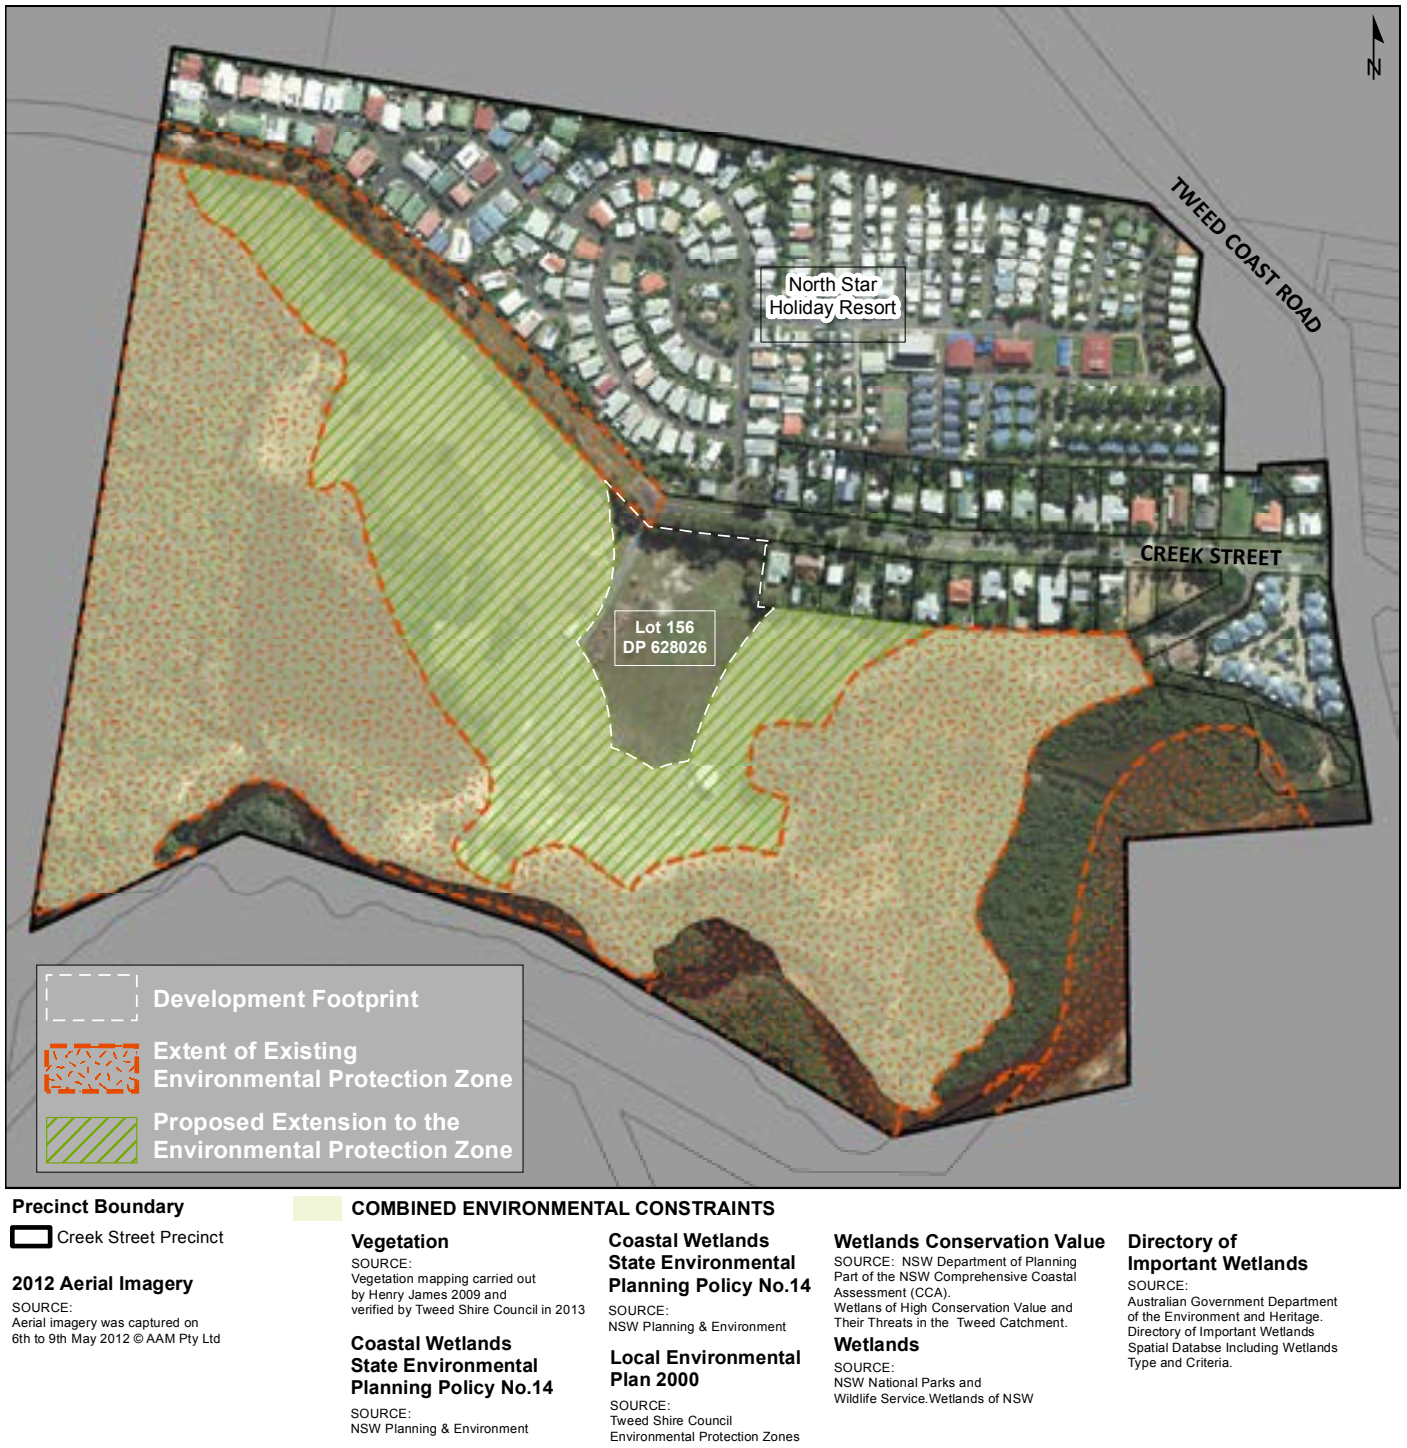 N
TWEED COAST ROAD
North Star
Holiday Resort
CREEK STREET
Lot 156
DP 628026
Development Footprint
Extent of Existing
Environmental Protection Zone
Proposed Extension to the
Environmental Protection Zone
Precinct Boundary
Creek Street Precinct
2012 Aerial Imagery
SOURCE:
Aerial imagery was captured on
6th to 9th May 2012 © AAM Pty Ltd
COMBINED ENVIRONMENTAL CONSTRAINTS
Vegetation
SOURCE:
Vegetation mapping carried out
by Henry James 2009 and
verified by Tweed Shire Council in 2013
Coastal Wetlands
State Environmental
Planning Policy No.14
SOURCE:
NSW Planning & Environment
Coastal Wetlands
State Environmental
Planning Policy No.14
SOURCE:
NSW Planning & Environment
Local Environmental
Plan 2000
SOURCE:
Tweed Shire Council
Environmental Protection Zones
Wetlands Conservation Value
SOURCE: NSW Department of Planning
Part of the NSW Comprehensive Coastal
Assessment (CCA).
Wetlans of High Conservation Value and
Their Threats in the Tweed Catchment.
Wetlands
SOURCE:
NSW National Parks and
Wildlife Service.Wetlands of NSW
Directory of
Important Wetlands
SOURCE:
Australian Government Department
of the Environment and Heritage.
Directory of Important Wetlands
Spatial Databse Including Wetlands
Type and Criteria.